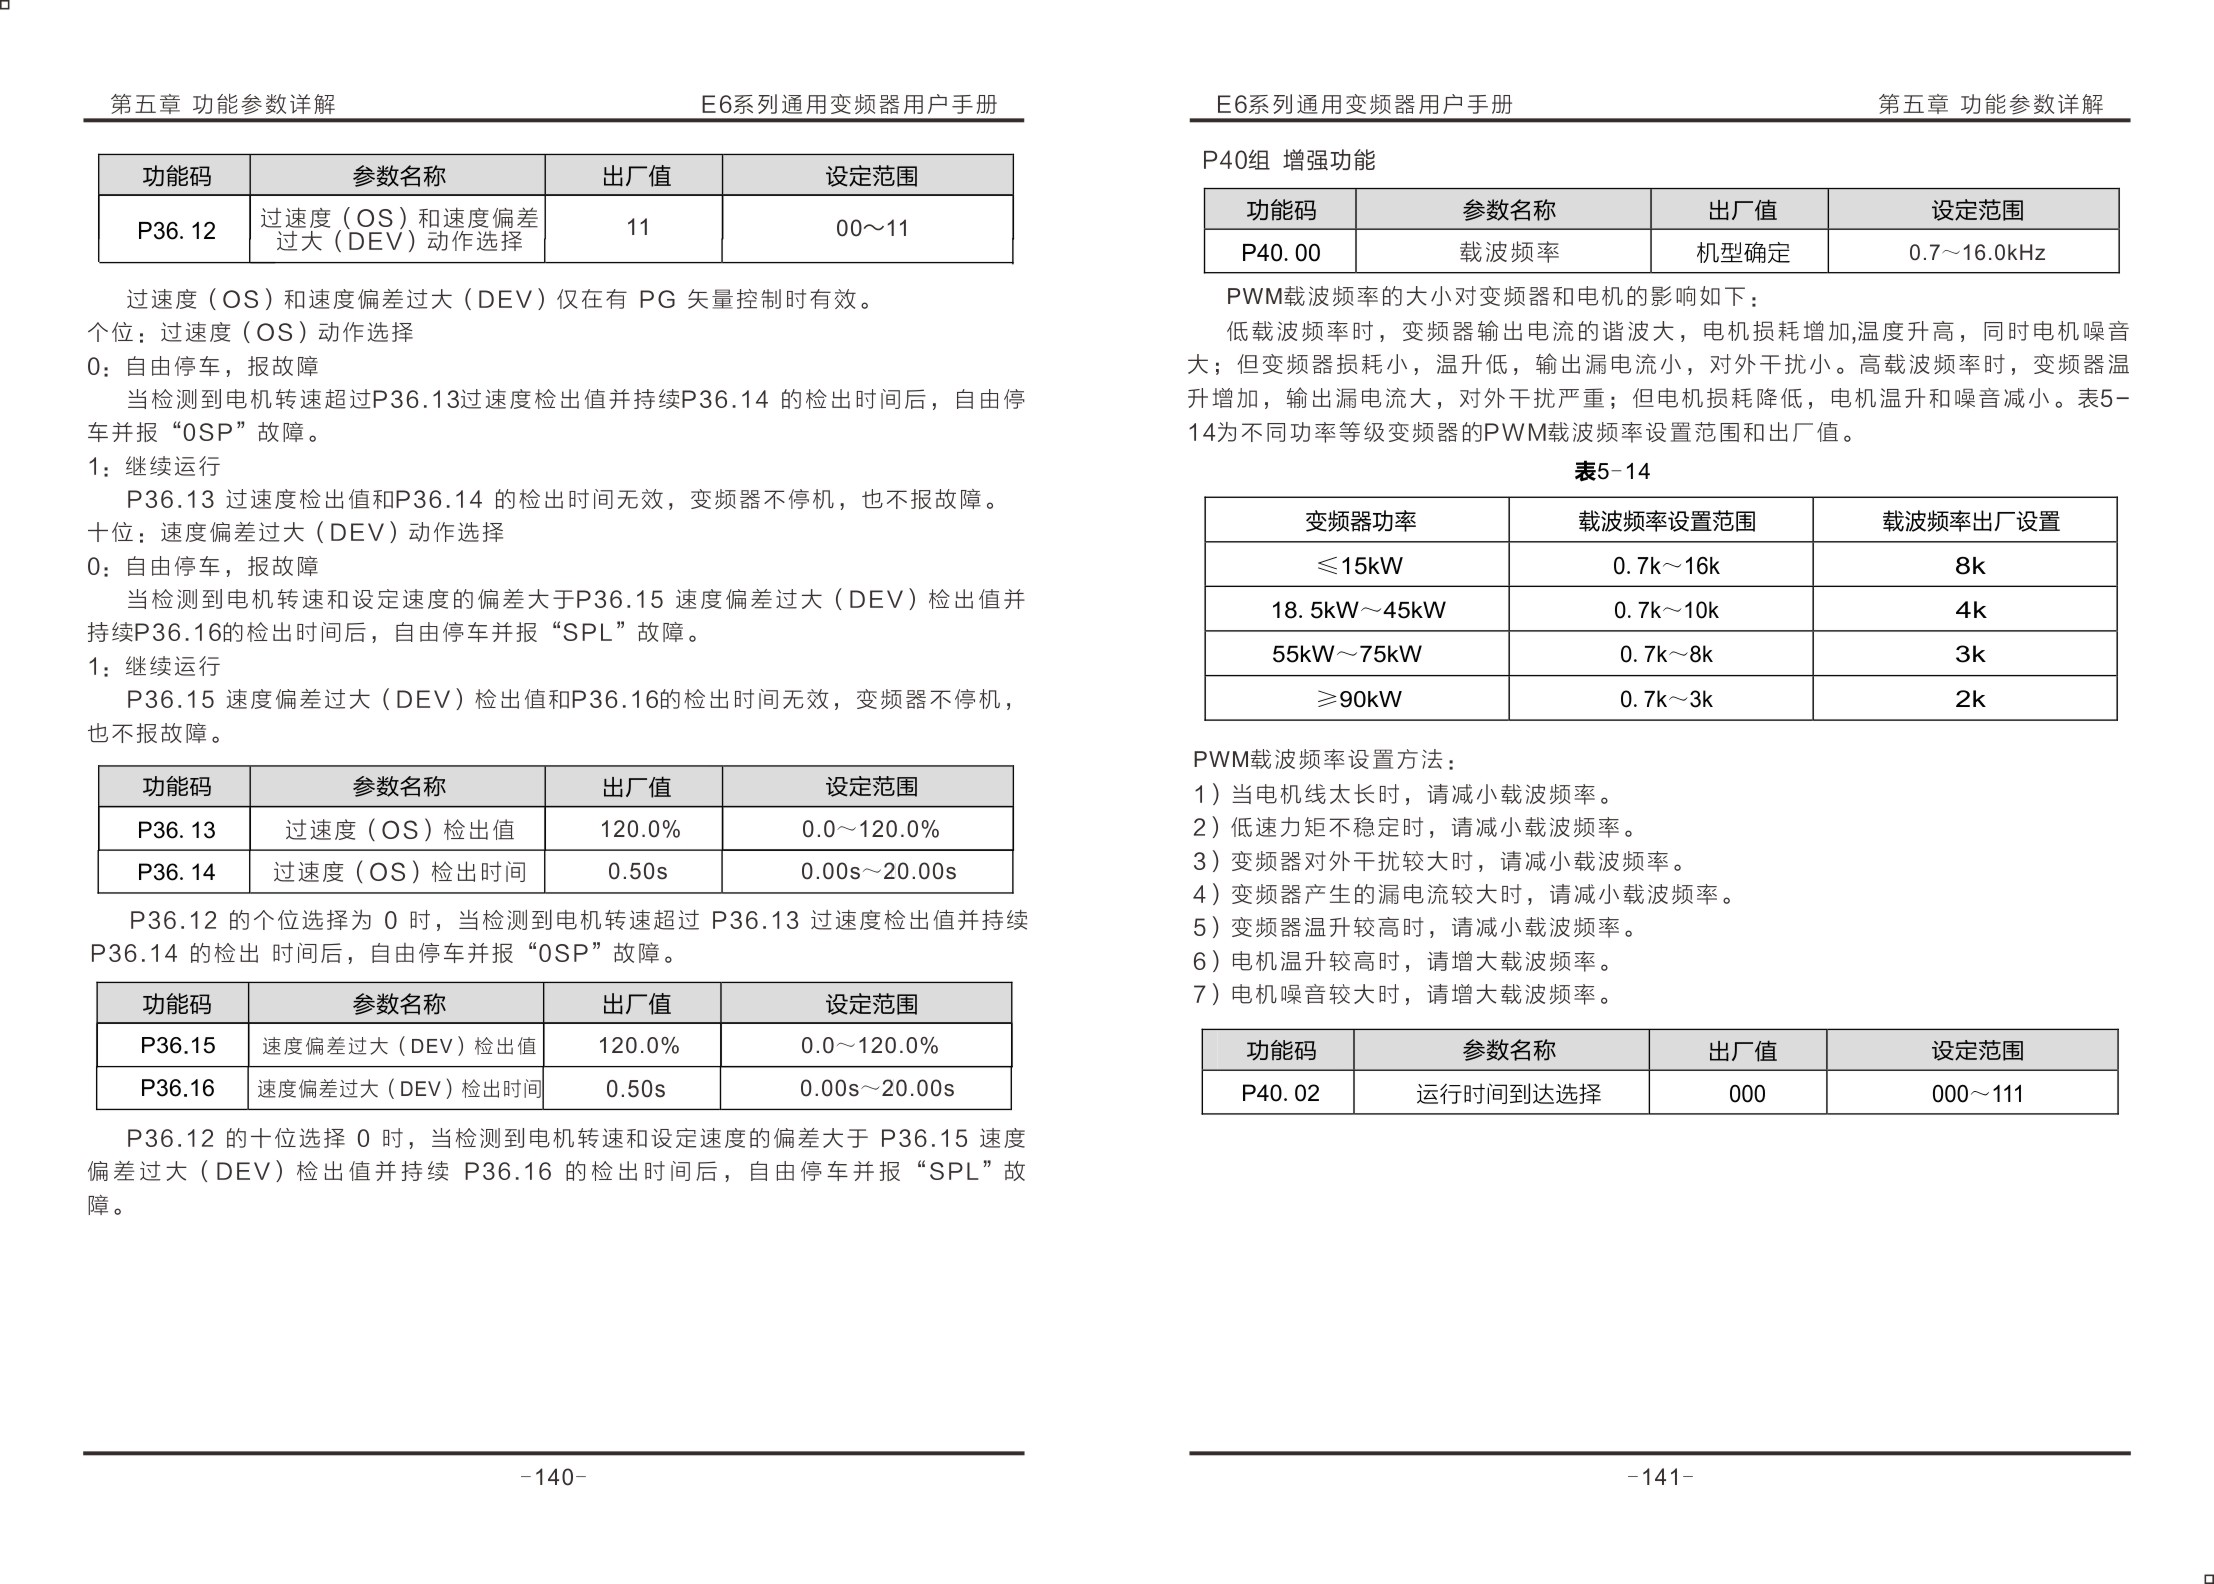 第五章 功能参数详解 E6系列通用变频器用户手册
功能码 参数名称 出厂值 设定范围
P36.12 过速度（OS）和速度偏差过大（DEV）动作选择 11 00～11
过速度（OS）和速度偏差过大（DEV）仅在有 PG 矢量控制时有效。
个位：过速度（OS）动作选择
0：自由停车，报故障
当检测到电机转速超过P36.13过速度检出值并持续P36.14 的检出时间后，自由停
车并报“0SP”故障。
1：继续运行
P36.13 过速度检出值和P36.14 的检出时间无效，变频器不停机，也不报故障。
十位：速度偏差过大（DEV）动作选择
0：自由停车，报故障
当检测到电机转速和设定速度的偏差大于P36.15 速度偏差过大（DEV）检出值并
持续P36.16的检出时间后，自由停车并报“SPL”故障。
1：继续运行
P36.15 速度偏差过大（DEV）检出值和P36.16的检出时间无效，变频器不停机，
也不报故障。
功能码 参数名称 出厂值 设定范围
P36.13 过速度（OS）检出值 120.0% 0.0～120.0%
P36.14 过速度（OS）检出时间 0.50s 0.00s～20.00s
P36.12 的个位选择为 0 时，当检测到电机转速超过 P36.13 过速度检出值并持续
P36.14 的检出 时间后，自由停车并报“0SP”故障。
功能码 参数名称 出厂值 设定范围
P36.15 速度偏差过大（DEV）检出值 120.0% 0.0～120.0%
P36.16 速度偏差过大（DEV）检出时间 0.50s 0.00s～20.00s
P36.12 的十位选择 0 时，当检测到电机转速和设定速度的偏差大于 P36.15 速度
偏差过大（DEV）检出值并持续 P36.16 的检出时间后，自由停车并报“SPL”故
障。
-140-
E6系列通用变频器用户手册 第五章 功能参数详解
P40组 增强功能
功能码 参数名称 出厂值 设定范围
P40.00 载波频率 机型确定 0.7～16.0kHz
PWM载波频率的大小对变频器和电机的影响如下：
低载波频率时，变频器输出电流的谐波大，电机损耗增加,温度升高，同时电机噪音
大；但变频器损耗小，温升低，输出漏电流小，对外干扰小。高载波频率时，变频器温
升增加，输出漏电流大，对外干扰严重；但电机损耗降低，电机温升和噪音减小。表5-
14为不同功率等级变频器的PWM载波频率设置范围和出厂值。
表5-14
变频器功率 载波频率设置范围 载波频率出厂设置
≤15kW 0.7k～16k 8k
18.5kW～45kW 0.7k～10k 4k
55kW～75kW 0.7k～8k 3k
≥90kW 0.7k～3k 2k
PWM载波频率设置方法：
1）当电机线太长时，请减小载波频率。
2）低速力矩不稳定时，请减小载波频率。
3）变频器对外干扰较大时，请减小载波频率。
4）变频器产生的漏电流较大时，请减小载波频率。
5）变频器温升较高时，请减小载波频率。
6）电机温升较高时，请增大载波频率。
7）电机噪音较大时，请增大载波频率。
功能码 参数名称 出厂值 设定范围
P40.02 运行时间到达选择 000 000～111
-141-